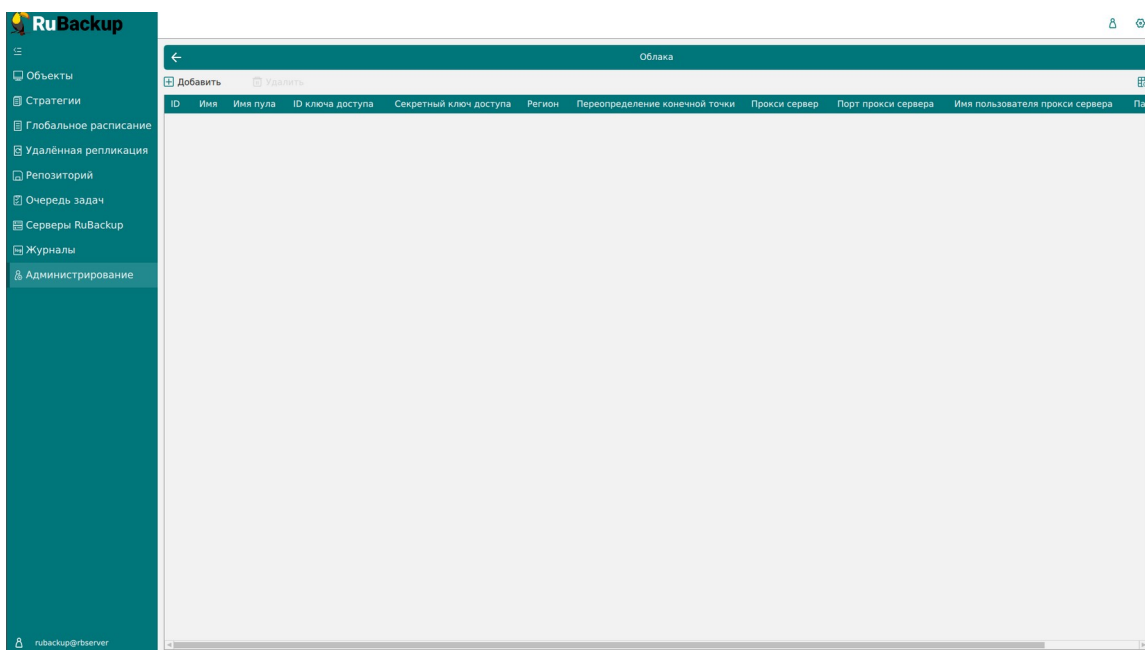 RuBackup
Облака
Объекты
Стратегии
Глобальное расписание
Удалённая репликация
Репозиторий
Очередь задач
Серверы RuBackup
Журналы
Администрирование
Добавить Удалить
ID Имя Имя пула ID ключа доступа Секретный ключ доступа Регион Переопределение конечной точки Прокси сервер Порт прокси сервера Имя пользователя прокси сервера Па
rubackup@rbserver